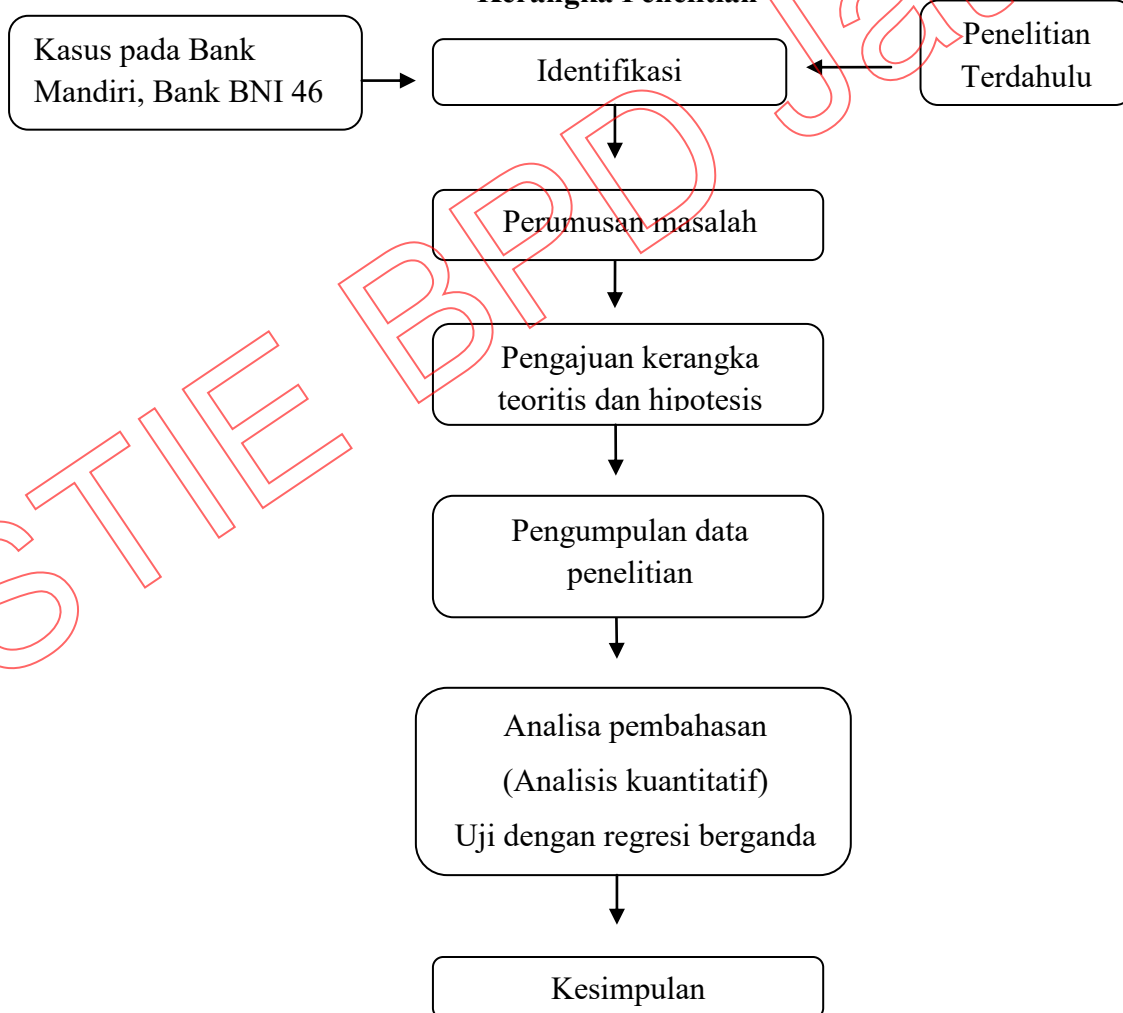 Kerangka Penelitian
Kasus pada Bank
Mandiri, Bank BNI 46
Identifikasi
Penelitian
Terdahulu
Perumusan masalah
Pengajuan kerangka
teoritis dan hipotesis
Pengumpulan data
penelitian
Analisa pembahasan
(Analisis kuantitatif)
Uji dengan regresi berganda
Kesimpulan
STIE BPD